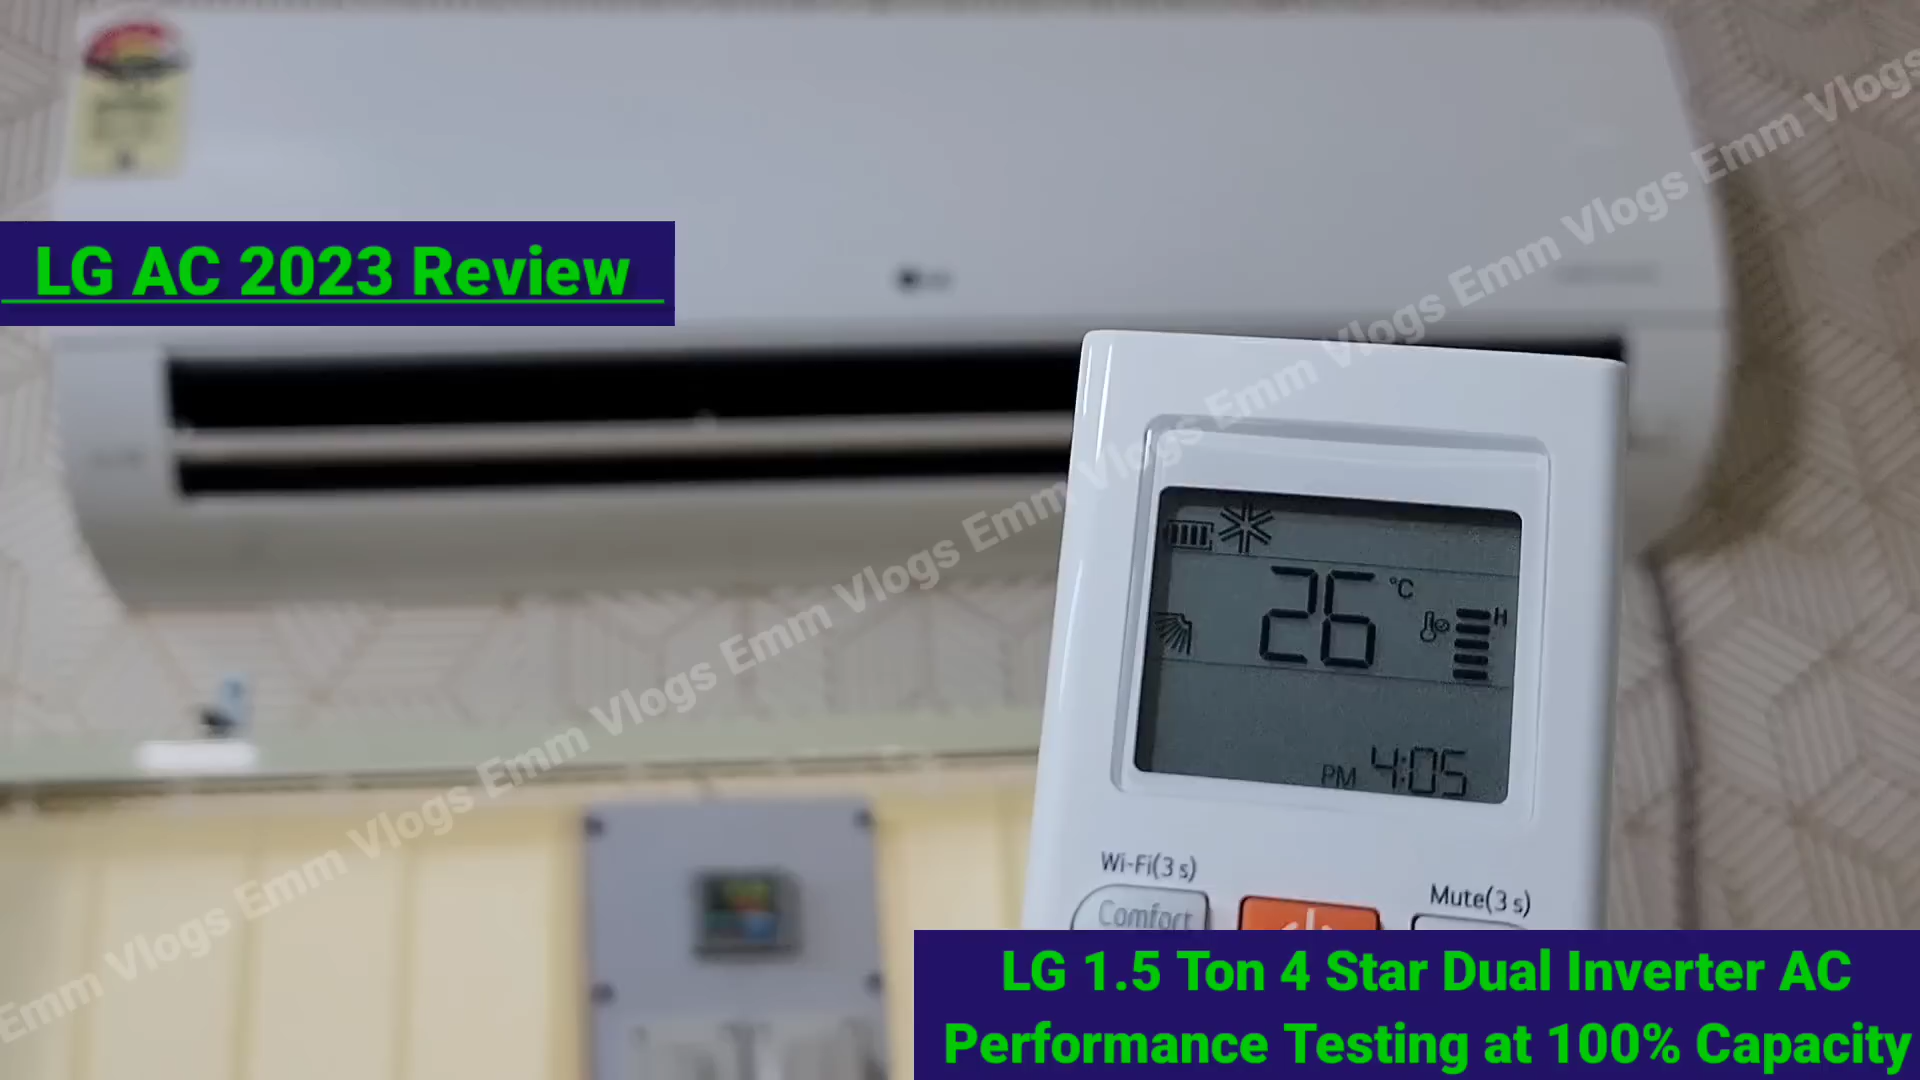 LG AC 2023 Review
Emm Vlogs Emm Vlogs Emm Vlogs Emm Vlogs Emm Vlogs Emm Vlogs Emm Vlogs Emm Vlogs
26 °C
H
PM 4:05
Wi-Fi(3 s)
Mute(3 s)
Comfort
LG 1.5 Ton 4 Star Dual Inverter AC
Performance Testing at 100% Capacity